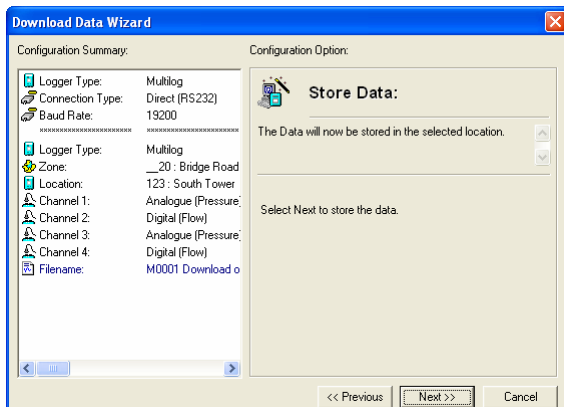 Download Data Wizard
Configuration Summary:
Logger Type: Multilog
Connection Type: Direct (RS232)
Baud Rate: 19200
************************ ************************
Logger Type: Multilog
Zone: __20 : Bridge Road
Location: 123 : South Tower
Channel 1: Analogue (Pressure)
Channel 2: Digital (Flow)
Channel 3: Analogue (Pressure)
Channel 4: Digital (Flow)
Filename: M0001 Download o
Configuration Option:
Store Data:
The Data will now be stored in the selected location.
Select Next to store the data.
<< Previous
Next >>
Cancel